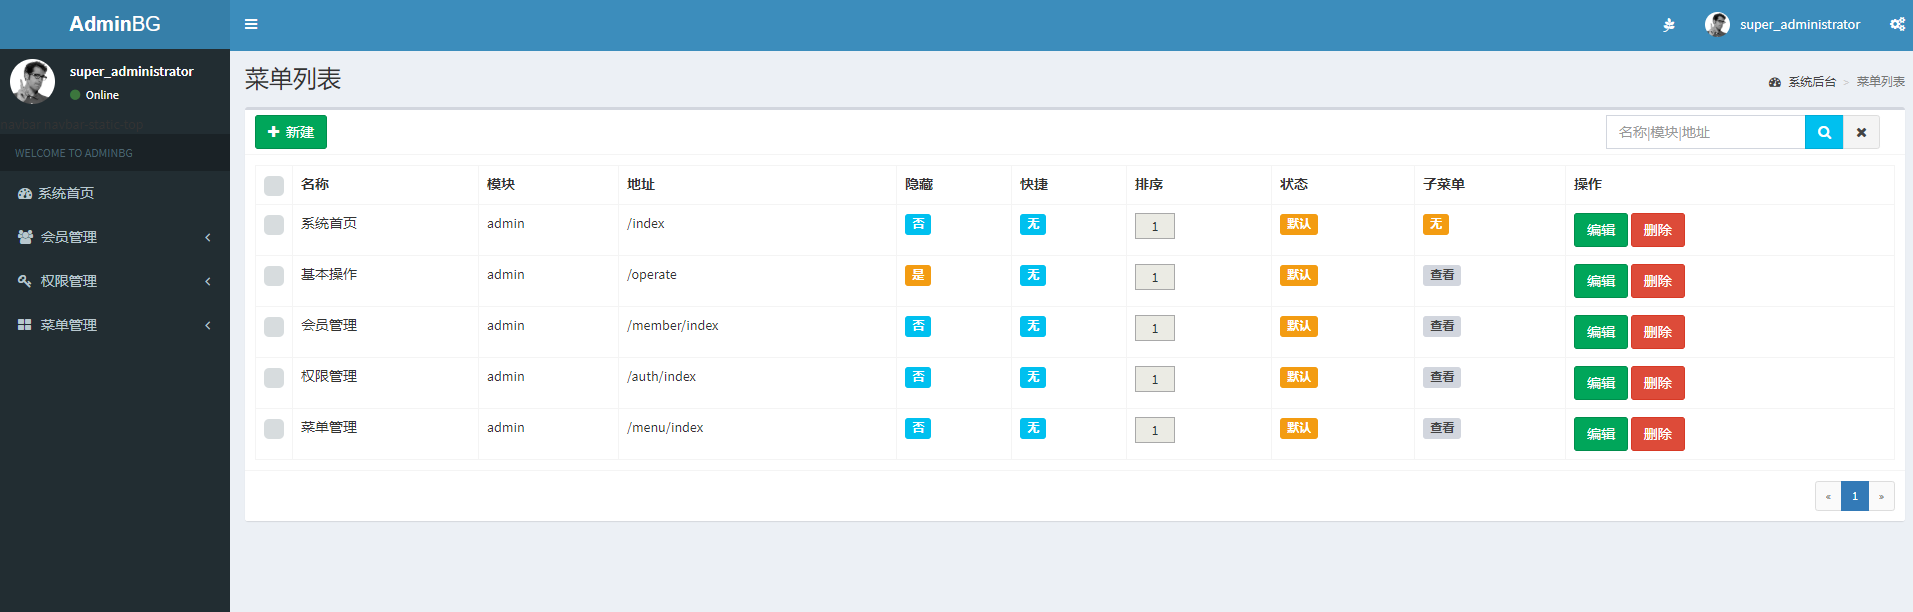 AdminBG
super_administrator
super_administrator
Online
navbar.navbar-static-top
WELCOME TO ADMINBG
系统首页
会员管理
权限管理
菜单管理
菜单列表
系统后台 > 菜单列表
新建
名称|模块|地址
名称 模块 地址 隐藏 快捷 排序 状态 子菜单 操作
系统首页 admin /index 否 无 1 默认 无 编辑 删除
基本操作 admin /operate 是 无 1 默认 查看 编辑 删除
会员管理 admin /member/index 否 无 1 默认 查看 编辑 删除
权限管理 admin /auth/index 否 无 1 默认 查看 编辑 删除
菜单管理 admin /menu/index 否 无 1 默认 查看 编辑 删除
« 1 »